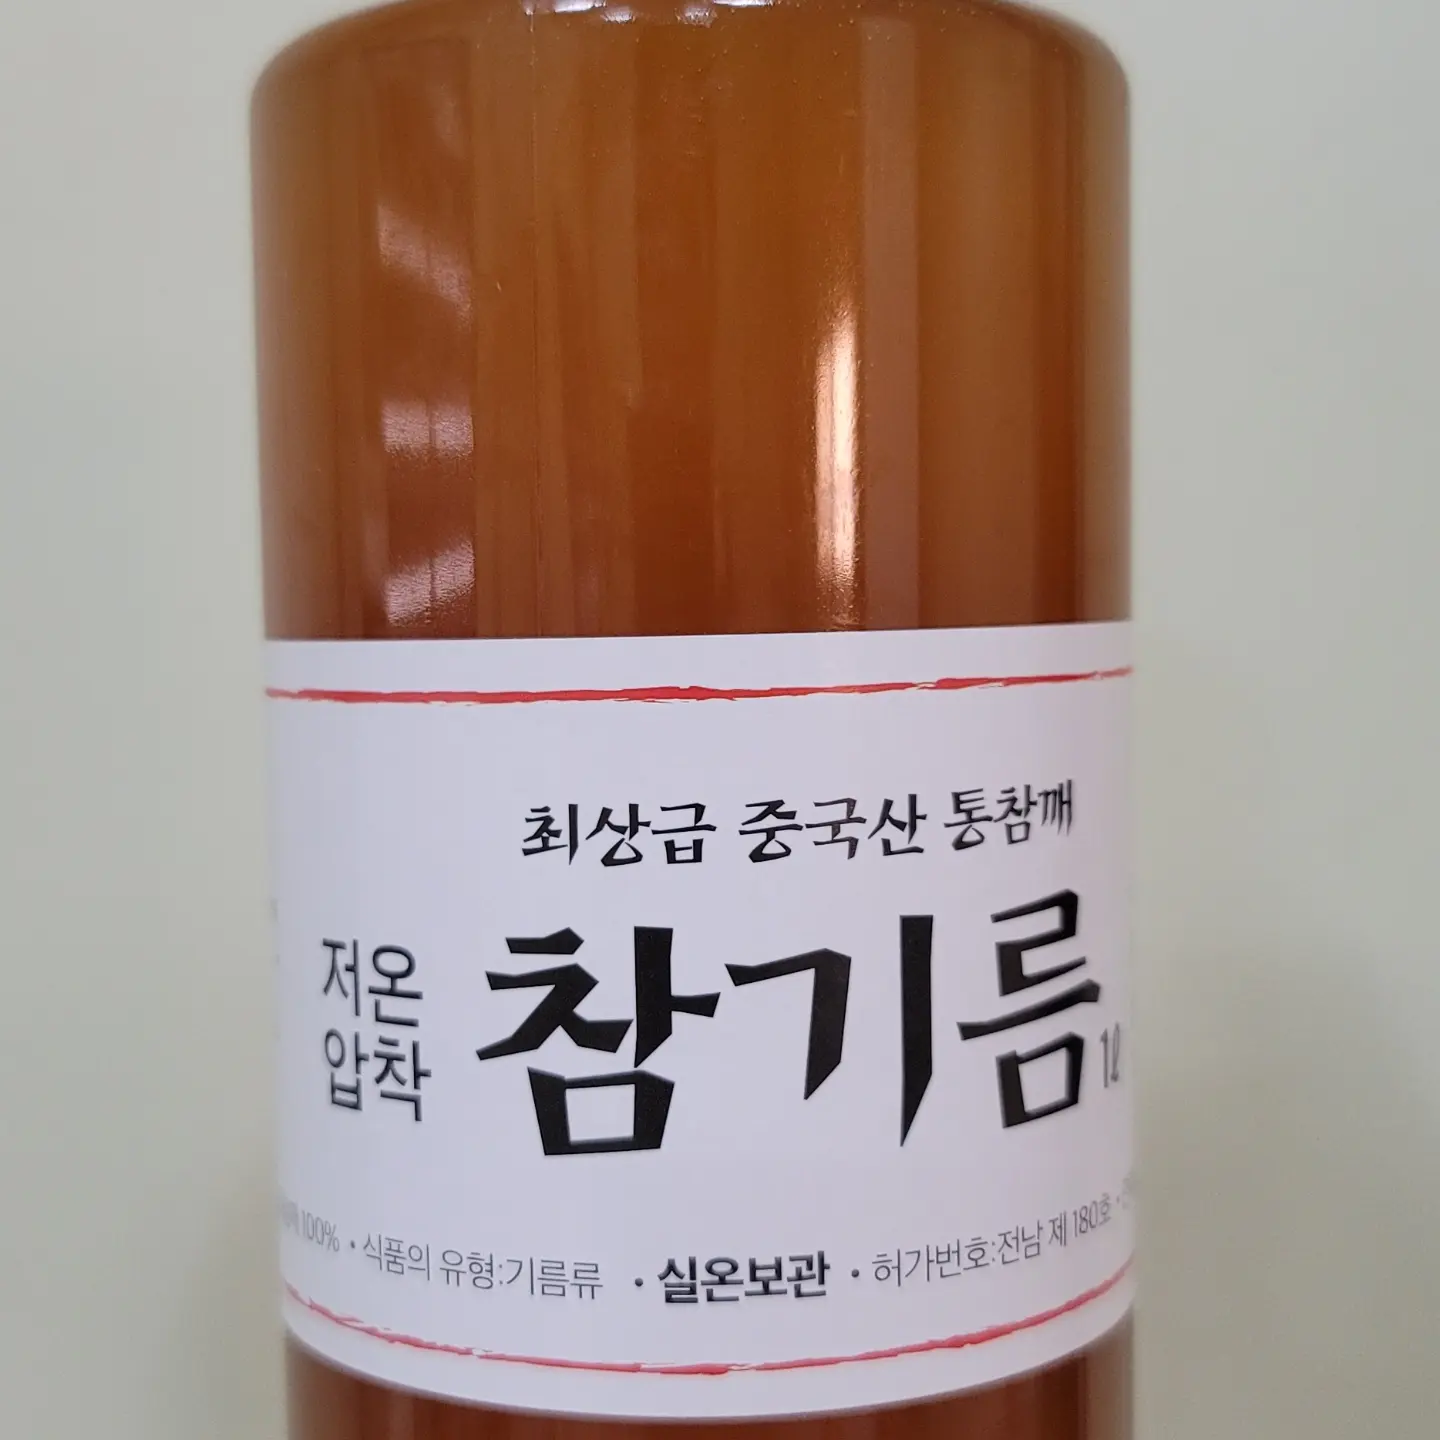 최상급 중국산 통참깨
저온
압착
참기름 1ℓ
100% · 식품의 유형:기름류 · 실온보관 · 허가번호:전남 제 180호 ·